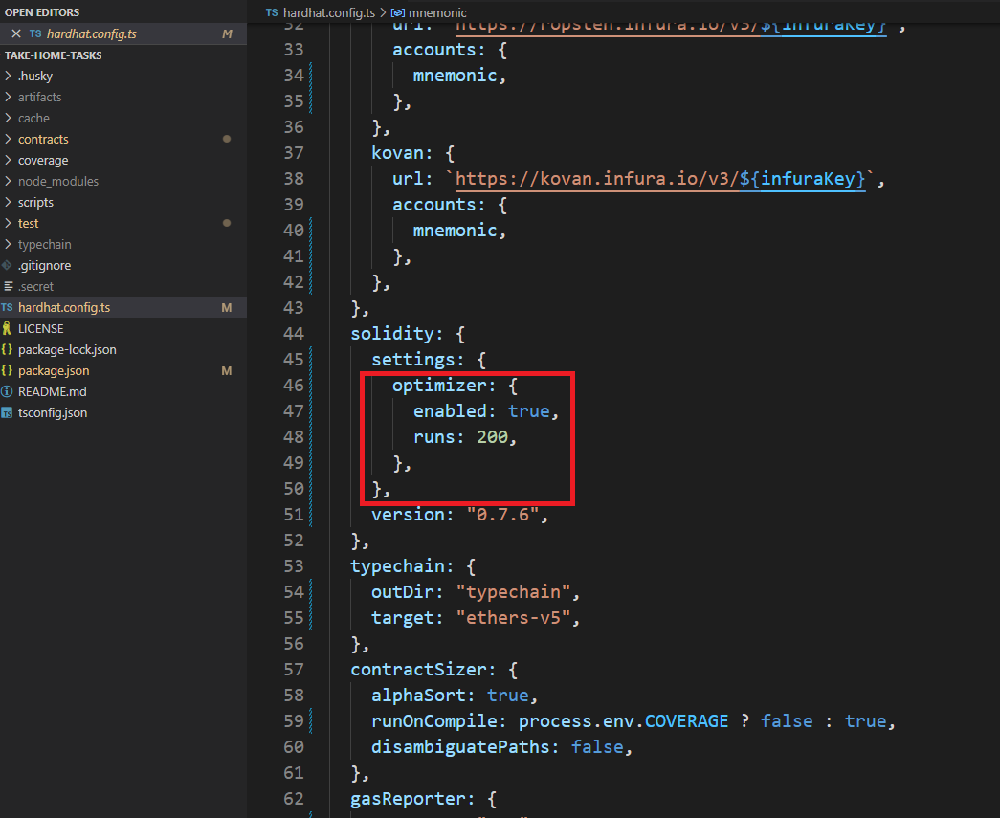 OPEN EDITORS
TS hardhat.config.ts M
TAKE-HOME-TASKS
.husky
artifacts
cache
contracts
coverage
node_modules
scripts
test
typechain
.gitignore
.secret
TS hardhat.config.ts M
LICENSE
{} package-lock.json
{} package.json M
README.md
TS tsconfig.json
TS hardhat.config.ts > mnemonic
32 url: `https://ropsten.infura.io/v3/${infuraKey}`,
33 accounts: {
34 mnemonic,
35 },
36 },
37 kovan: {
38 url: `https://kovan.infura.io/v3/${infuraKey}`,
39 accounts: {
40 mnemonic,
41 },
42 },
43 },
44 solidity: {
45 settings: {
46 optimizer: {
47 enabled: true,
48 runs: 200,
49 },
50 },
51 version: "0.7.6",
52 },
53 typechain: {
54 outDir: "typechain",
55 target: "ethers-v5",
56 },
57 contractSizer: {
58 alphaSort: true,
59 runOnCompile: process.env.COVERAGE ? false : true,
60 disambiguatePaths: false,
61 },
62 gasReporter: {